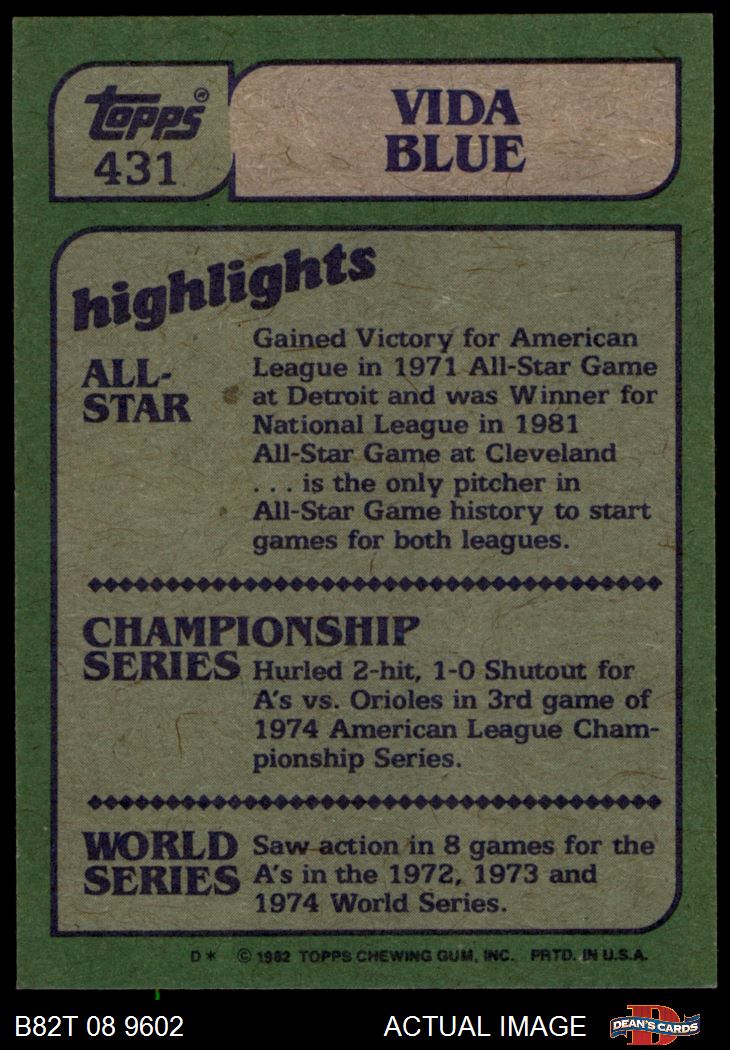 topps®
431
VIDA
BLUE
highlights
ALL-
STAR
Gained Victory for American
League in 1971 All-Star Game
at Detroit and was Winner for
National League in 1981
All-Star Game at Cleveland
. . . is the only pitcher in
All-Star Game history to start
games for both leagues.
CHAMPIONSHIP
SERIES
Hurled 2-hit, 1-0 Shutout for
A's vs. Orioles in 3rd game of
1974 American League Cham-
pionship Series.
WORLD
SERIES
Saw action in 8 games for the
A's in the 1972, 1973 and
1974 World Series.
D* © 1982 TOPPS CHEWING GUM, INC. PRTD. IN U.S.A.
B82T 08 9602
ACTUAL IMAGE
D
DEAN'S CARDS